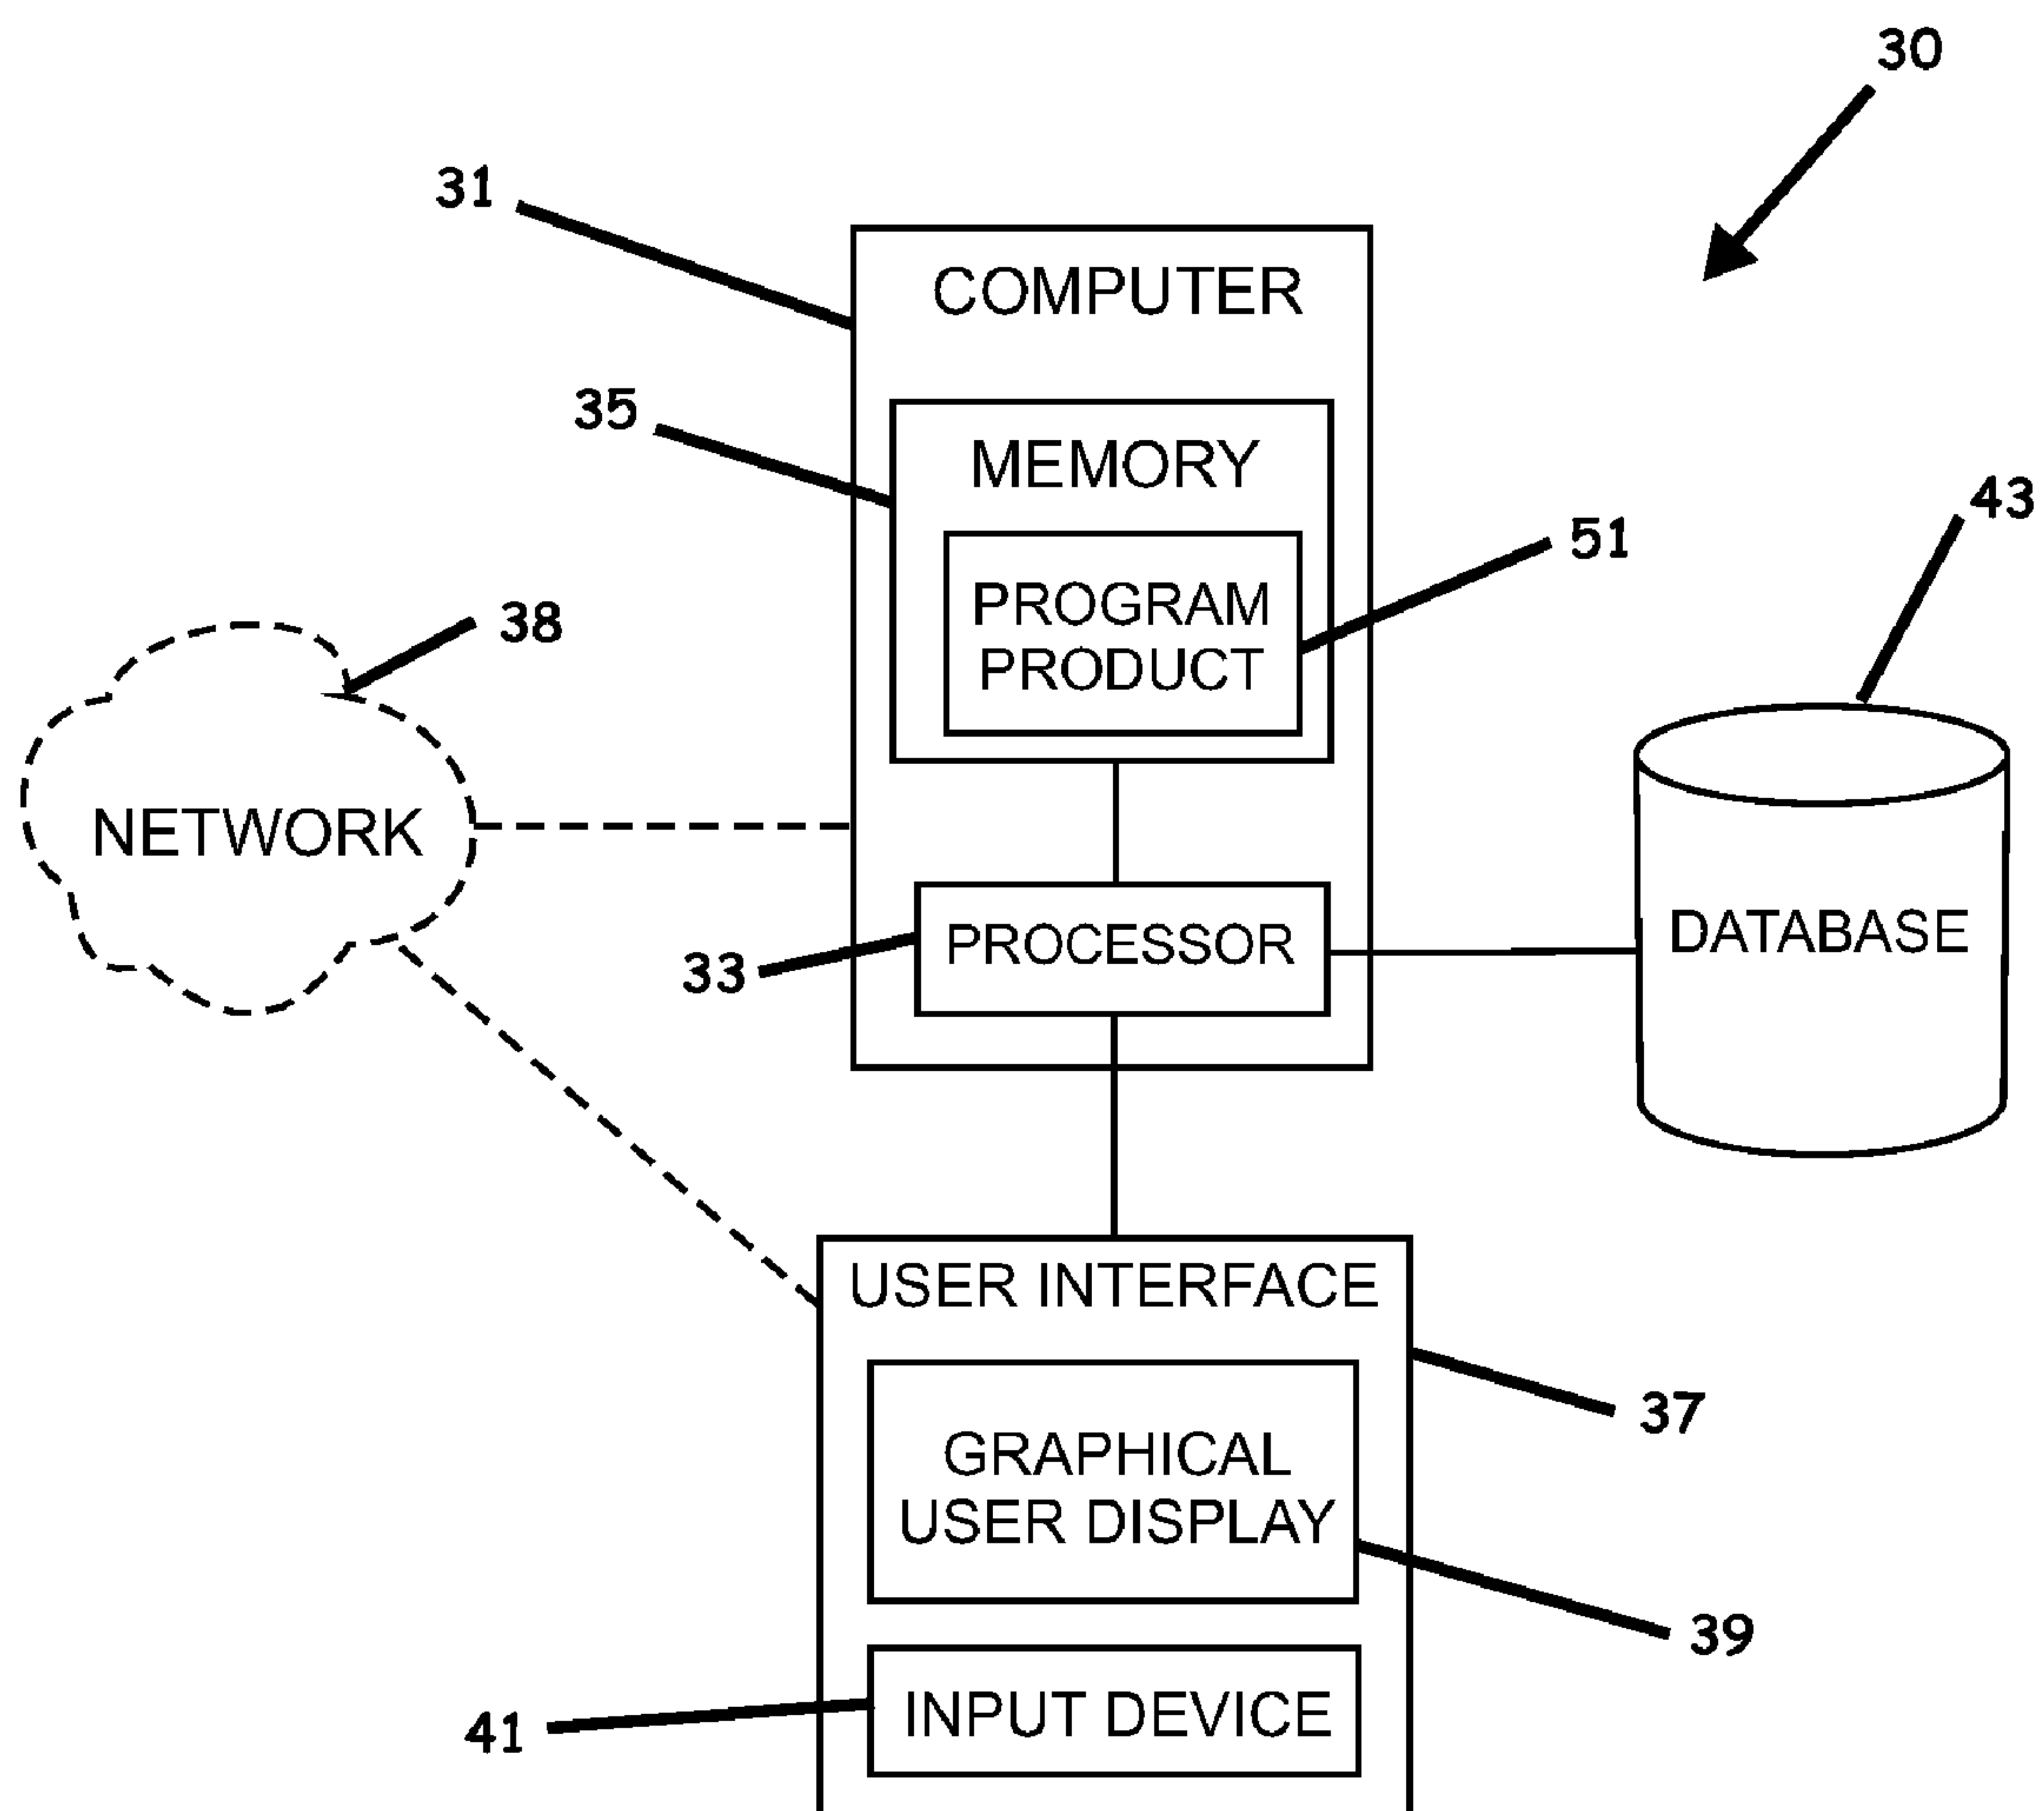 30
31
COMPUTER
35
MEMORY
43
51
PROGRAM
PRODUCT
38
NETWORK
DATABASE
PROCESSOR
33
USER INTERFACE
37
GRAPHICAL
USER DISPLAY
39
INPUT DEVICE
41